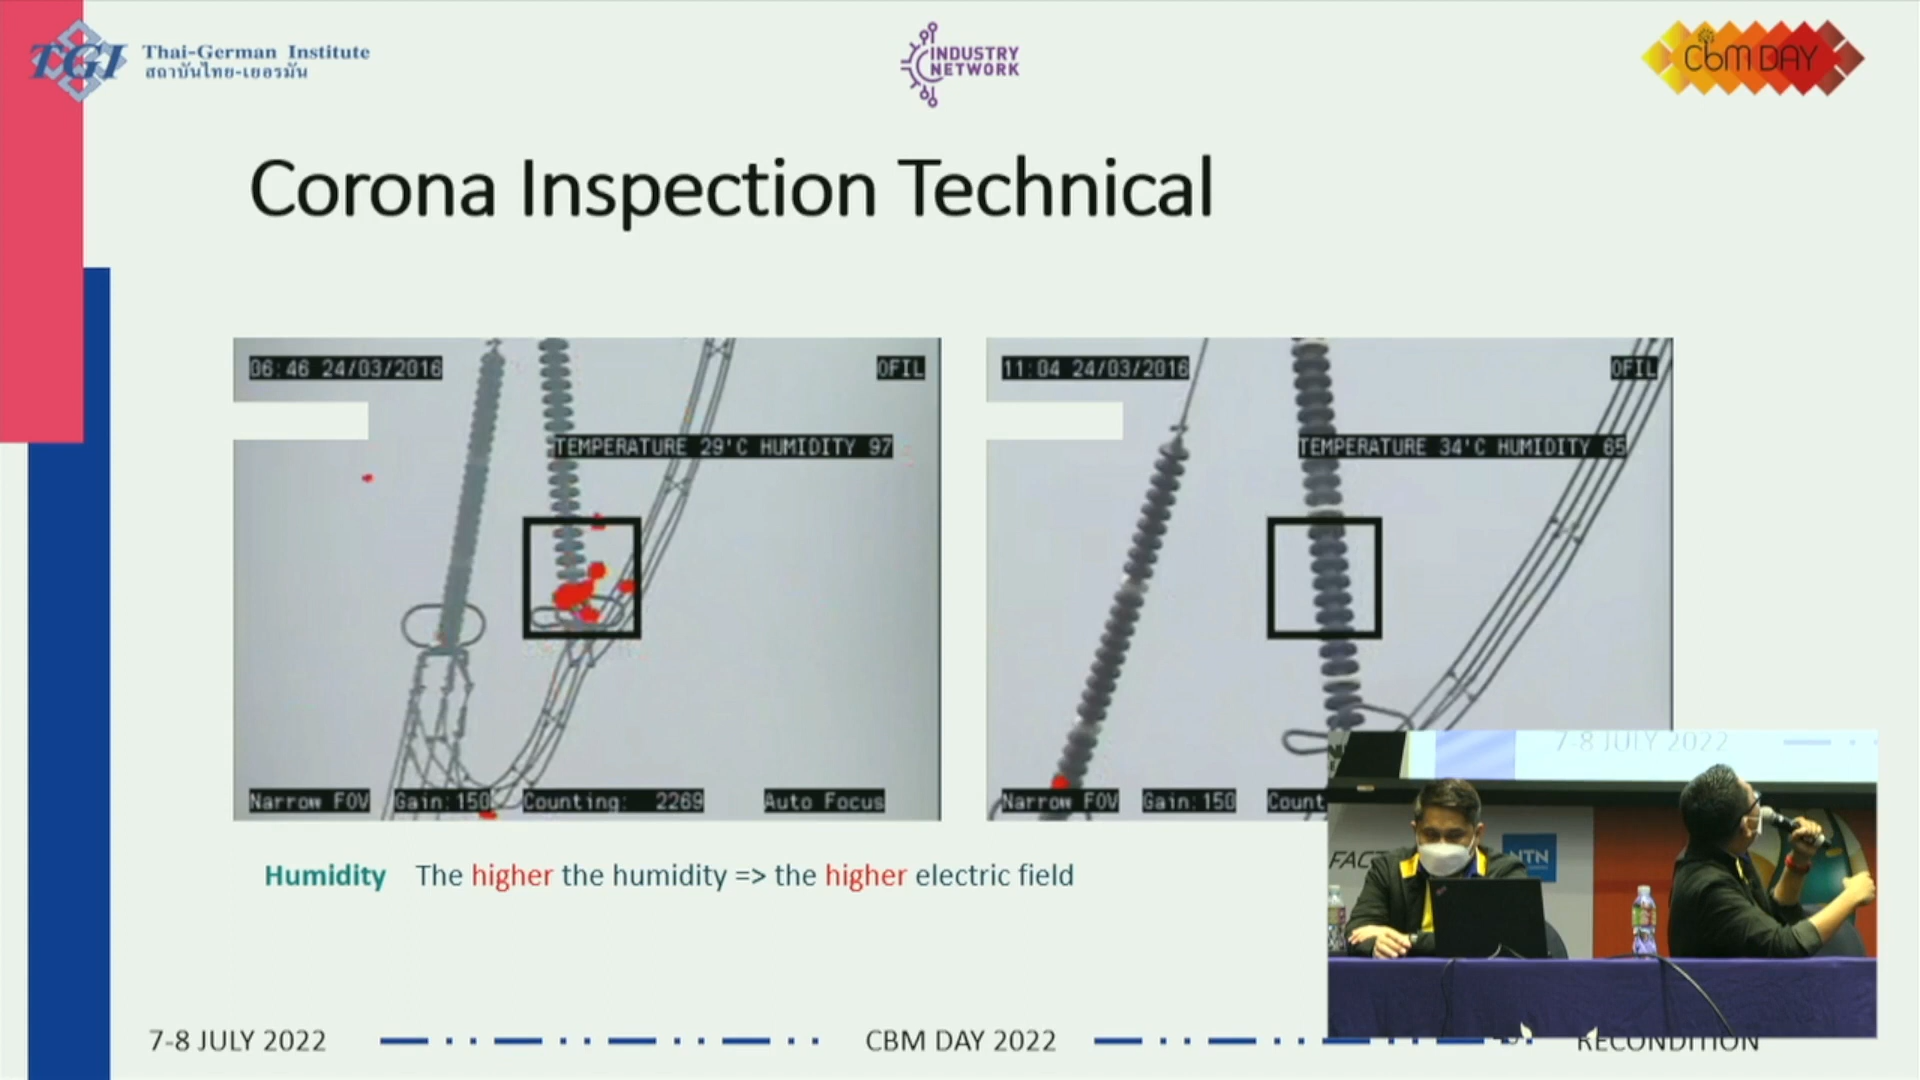 TGI Thai-German Institute
สถาบันไทย-เยอรมัน
INDUSTRY
NETWORK
CbM DAY
Corona Inspection Technical
06:46 24/03/2016
OFIL
TEMPERATURE 29'C HUMIDITY 97
Narrow FOV Gain:150 Counting: 2269 Auto Focus
11:04 24/03/2016
OFIL
TEMPERATURE 34'C HUMIDITY 65
Narrow FOV Gain:150 Count
Humidity The higher the humidity => the higher electric field
7-8 JULY 2022
FACT
NTN
7-8 JULY 2022
CBM DAY 2022
RECONDITION